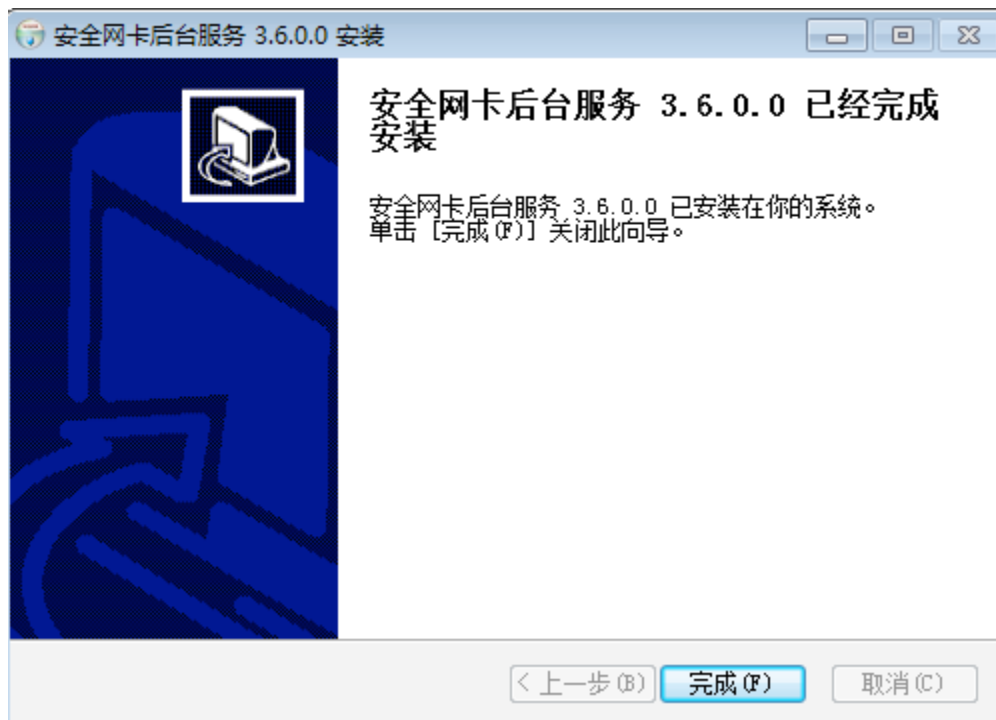 安全网卡后台服务 3.6.0.0 安装
安全网卡后台服务 3.6.0.0 已经完成
安装
安全网卡后台服务 3.6.0.0 已安装在你的系统。
单击 [完成(F)] 关闭此向导。
< 上一步(B) 完成(F) 取消(C)